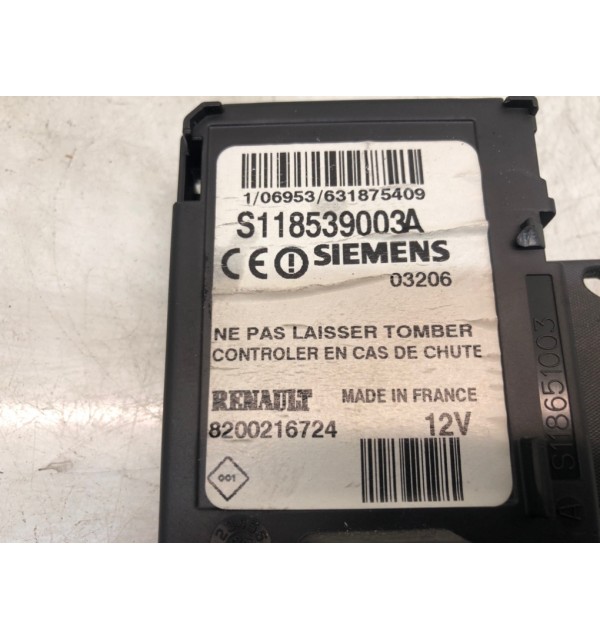 1/06953/631875409
S118539003A
CE SIEMENS
03206
NE PAS LAISSER TOMBER
CONTROLER EN CAS DE CHUTE
RENAULT MADE IN FRANCE
8200216724 12V
001
S118651003